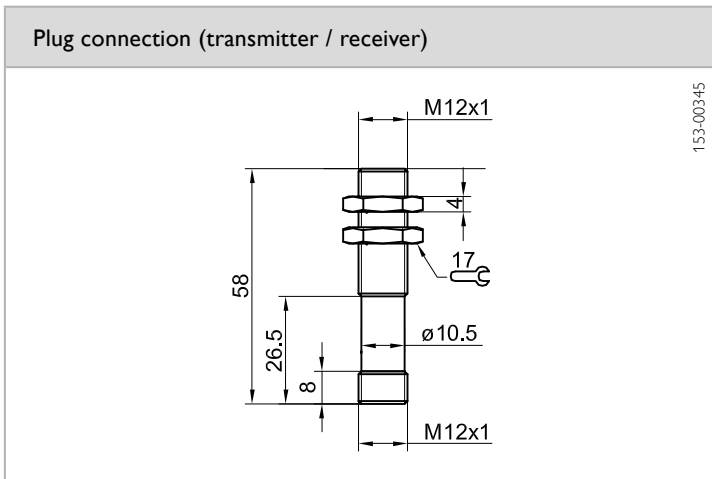 Plug connection (transmitter / receiver)
153-00345
M12x1
4
17
58
26.5
ø10.5
8
M12x1